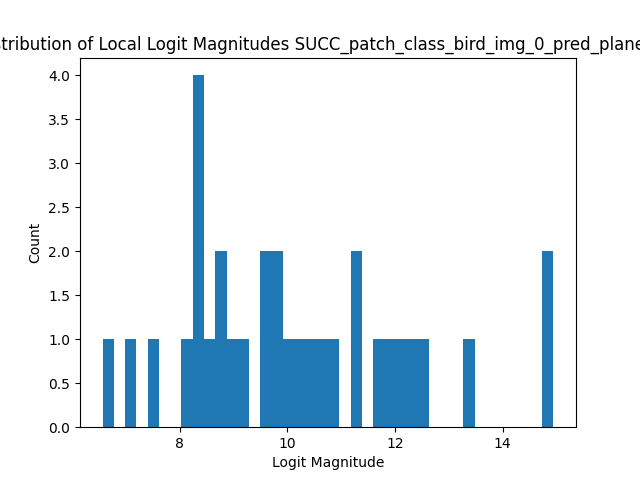 tribution of Local Logit Magnitudes SUCC_patch_class_bird_img_0_pred_plane
4.0
3.5
3.0
2.5
2.0
1.5
1.0
0.5
0.0
Count
8 10 12 14
Logit Magnitude